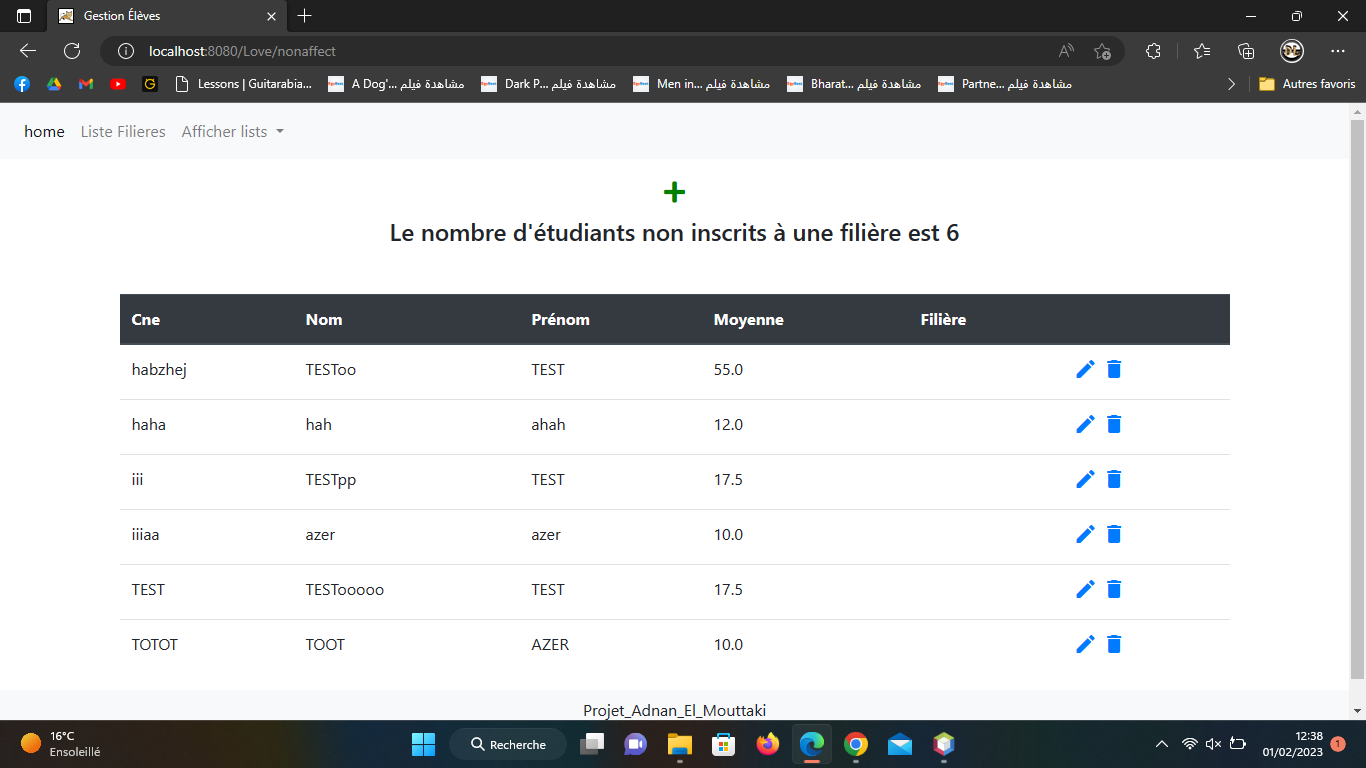 Gestion Élèves
localhost:8080/Love/nonaffect
Lessons | Guitarabia...
مشاهدة فيلم A Dog'...
مشاهدة فيلم Dark P...
مشاهدة فيلم Men in...
مشاهدة فيلم Bharat...
مشاهدة فيلم Partne...
Autres favoris
home Liste Filieres Afficher lists
Le nombre d'étudiants non inscrits à une filière est 6
Cne Nom Prénom Moyenne Filière
habzhej TESToo TEST 55.0
haha hah ahah 12.0
iii TESTpp TEST 17.5
iiiaa azer azer 10.0
TEST TESTooooo TEST 17.5
TOTOT TOOT AZER 10.0
Projet_Adnan_El_Mouttaki
16°C
Ensoleillé
Recherche
12:38
01/02/2023
1